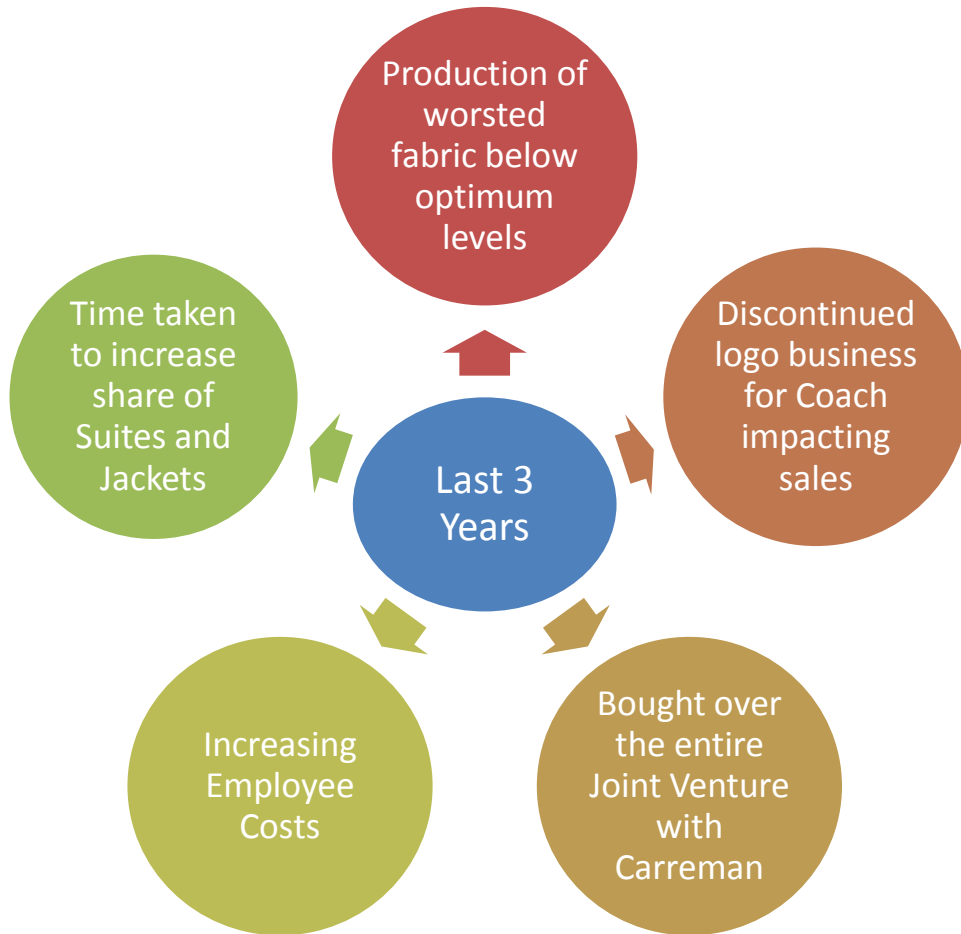 Production of
worsted
fabric below
optimum
levels
Discontinued
logo business
for Coach
impacting
sales
Bought over
the entire
Joint Venture
with
Carreman
Increasing
Employee
Costs
Time taken
to increase
share of
Suites and
Jackets
Last 3
Years